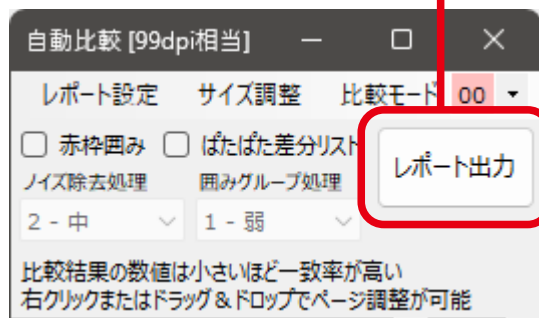 自動比較 [99dpi相当]
レポート設定 サイズ調整 比較モード 00
赤枠囲み ぱたぱた差分リスト レポート出力
ノイズ除去処理 囲みグループ処理
2 - 中 1 - 弱
比較結果の数値は小さいほど一致率が高い
右クリックまたはドラッグ＆ドロップでページ調整が可能